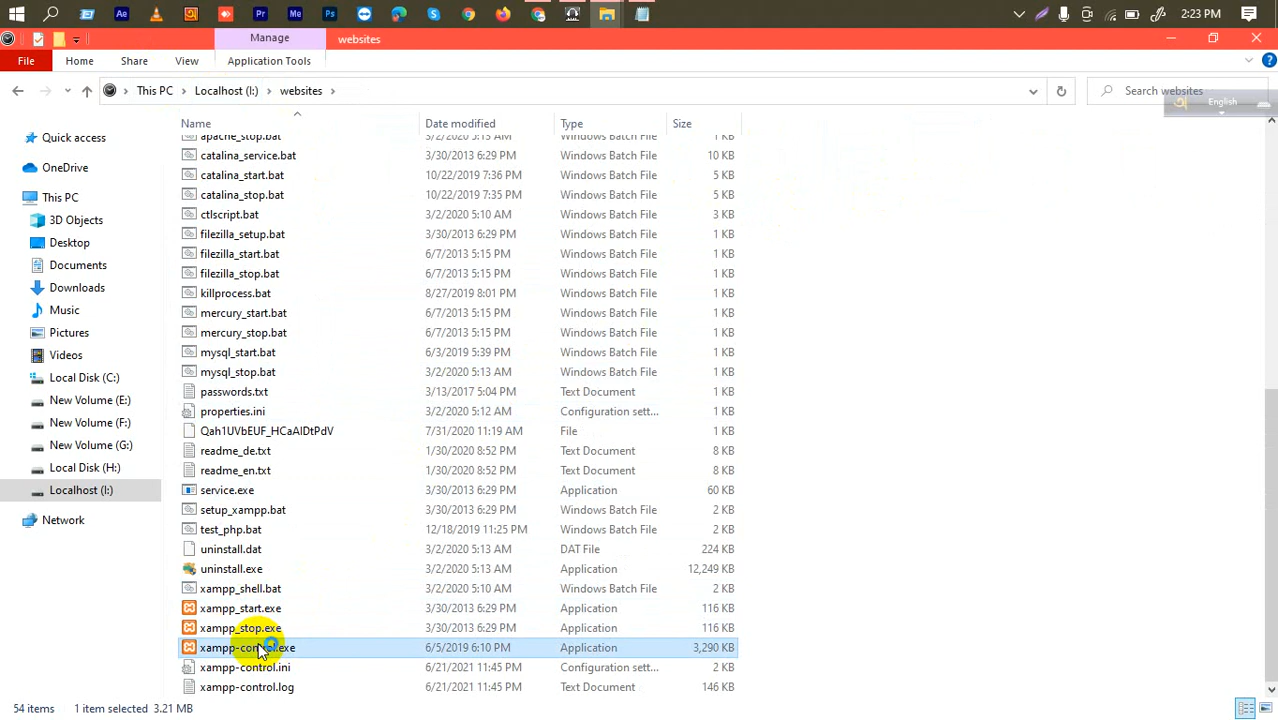 2:23 PM
Manage
websites
File
Home
Share
View
Application Tools
This PC
Localhost (I:)
websites
Search websites
English
Name
Date modified
Type
Size
Quick access
OneDrive
This PC
3D Objects
Desktop
Documents
Downloads
Music
Pictures
Videos
Local Disk (C:)
New Volume (E:)
New Volume (F:)
New Volume (G:)
Local Disk (H:)
Localhost (I:)
Network
apache_stop.bat 3/2/2020 5:13 AM Windows Batch File 1 KB
catalina_service.bat 3/30/2013 6:29 PM Windows Batch File 10 KB
catalina_start.bat 10/22/2019 7:36 PM Windows Batch File 5 KB
catalina_stop.bat 10/22/2019 7:35 PM Windows Batch File 5 KB
ctlscript.bat 3/2/2020 5:10 AM Windows Batch File 3 KB
filezilla_setup.bat 3/30/2013 6:29 PM Windows Batch File 1 KB
filezilla_start.bat 6/7/2013 5:15 PM Windows Batch File 1 KB
filezilla_stop.bat 6/7/2013 5:15 PM Windows Batch File 1 KB
killprocess.bat 8/27/2019 8:01 PM Windows Batch File 1 KB
mercury_start.bat 6/7/2013 5:15 PM Windows Batch File 1 KB
mercury_stop.bat 6/7/2013 5:15 PM Windows Batch File 1 KB
mysql_start.bat 6/3/2019 5:39 PM Windows Batch File 1 KB
mysql_stop.bat 3/2/2020 5:13 AM Windows Batch File 1 KB
passwords.txt 3/13/2017 5:04 PM Text Document 1 KB
properties.ini 3/2/2020 5:12 AM Configuration sett... 1 KB
Qah1UVbEUF_HCaAIDtPdV 7/31/2020 11:19 AM File 1 KB
readme_de.txt 1/30/2020 8:52 PM Text Document 8 KB
readme_en.txt 1/30/2020 8:52 PM Text Document 8 KB
service.exe 3/30/2013 6:29 PM Application 60 KB
setup_xampp.bat 3/30/2013 6:29 PM Windows Batch File 2 KB
test_php.bat 12/18/2019 11:25 PM Windows Batch File 2 KB
uninstall.dat 3/2/2020 5:13 AM DAT File 224 KB
uninstall.exe 3/2/2020 5:13 AM Application 12,249 KB
xampp_shell.bat 3/2/2020 5:10 AM Windows Batch File 2 KB
xampp_start.exe 3/30/2013 6:29 PM Application 116 KB
xampp_stop.exe 3/30/2013 6:29 PM Application 116 KB
xampp-control.exe 6/5/2019 6:10 PM Application 3,290 KB
xampp-control.ini 6/21/2021 11:45 PM Configuration sett... 2 KB
xampp-control.log 6/21/2021 11:45 PM Text Document 146 KB
54 items 1 item selected 3.21 MB